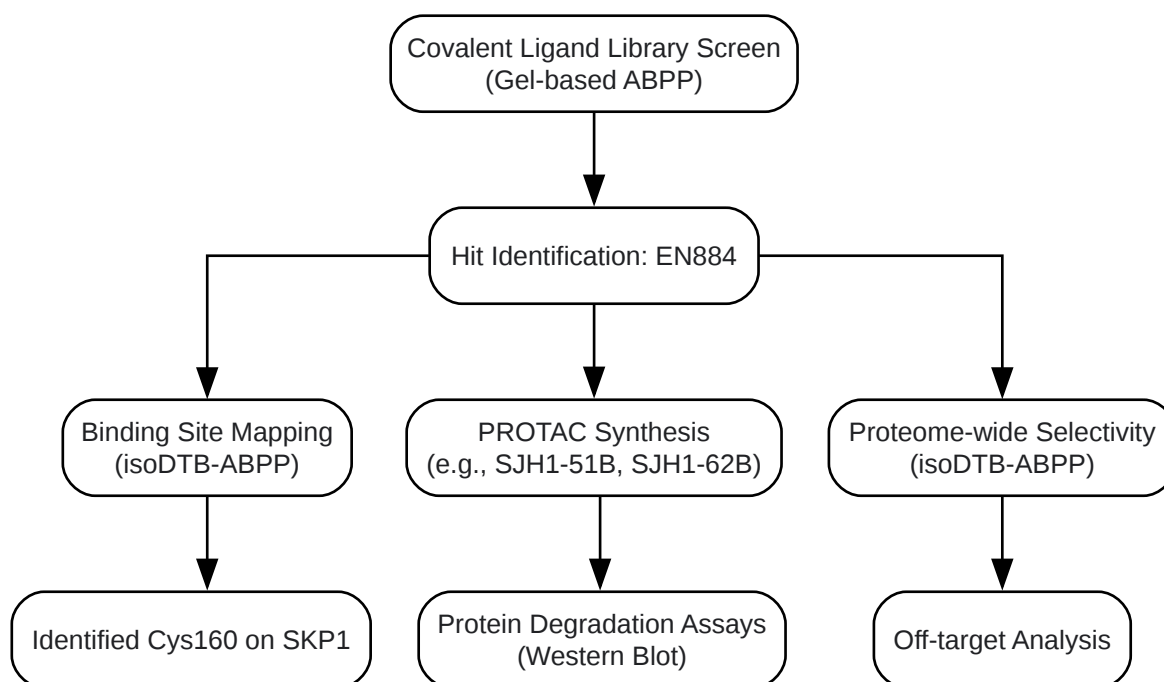 Covalent Ligand Library Screen
(Gel-based ABPP)
Hit Identification: EN884
Binding Site Mapping
(isoDTB-ABPP)
PROTAC Synthesis
(e.g., SJH1-51B, SJH1-62B)
Proteome-wide Selectivity
(isoDTB-ABPP)
Identified Cys160 on SKP1
Protein Degradation Assays
(Western Blot)
Off-target Analysis